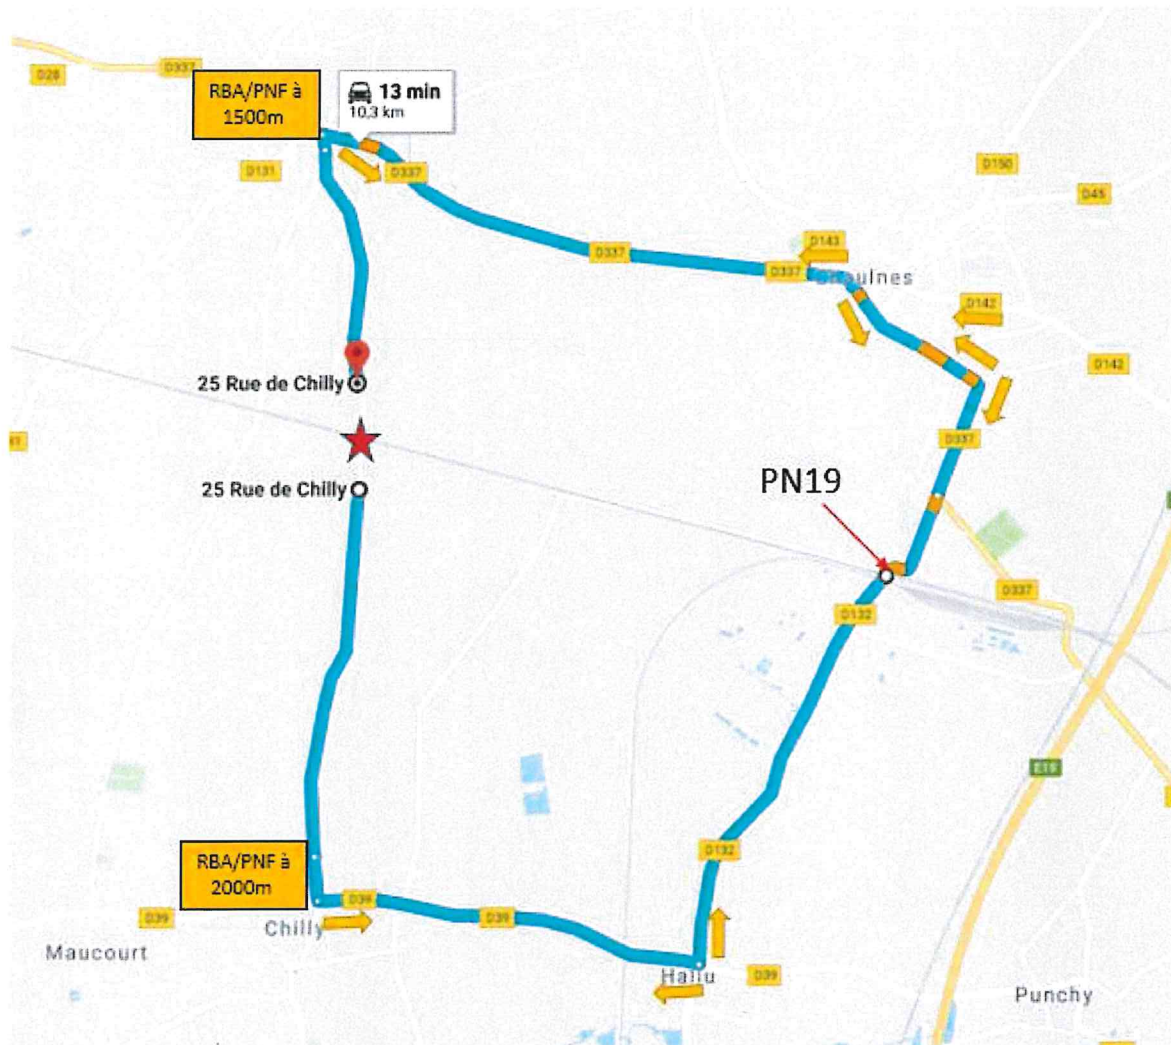 D28
D337
RBA/PNF à
1500m
13 min
10,3 km
D131
D337
D150
D45
D337
D143
D337
Chaulnes
D142
D142
25 Rue de Chilly
D337
25 Rue de Chilly
PN19
D337
D132
E15
D132
RBA/PNF à
2000m
D39
D39
D39
Chilly
Maucourt
Hallu
D39
Punchy